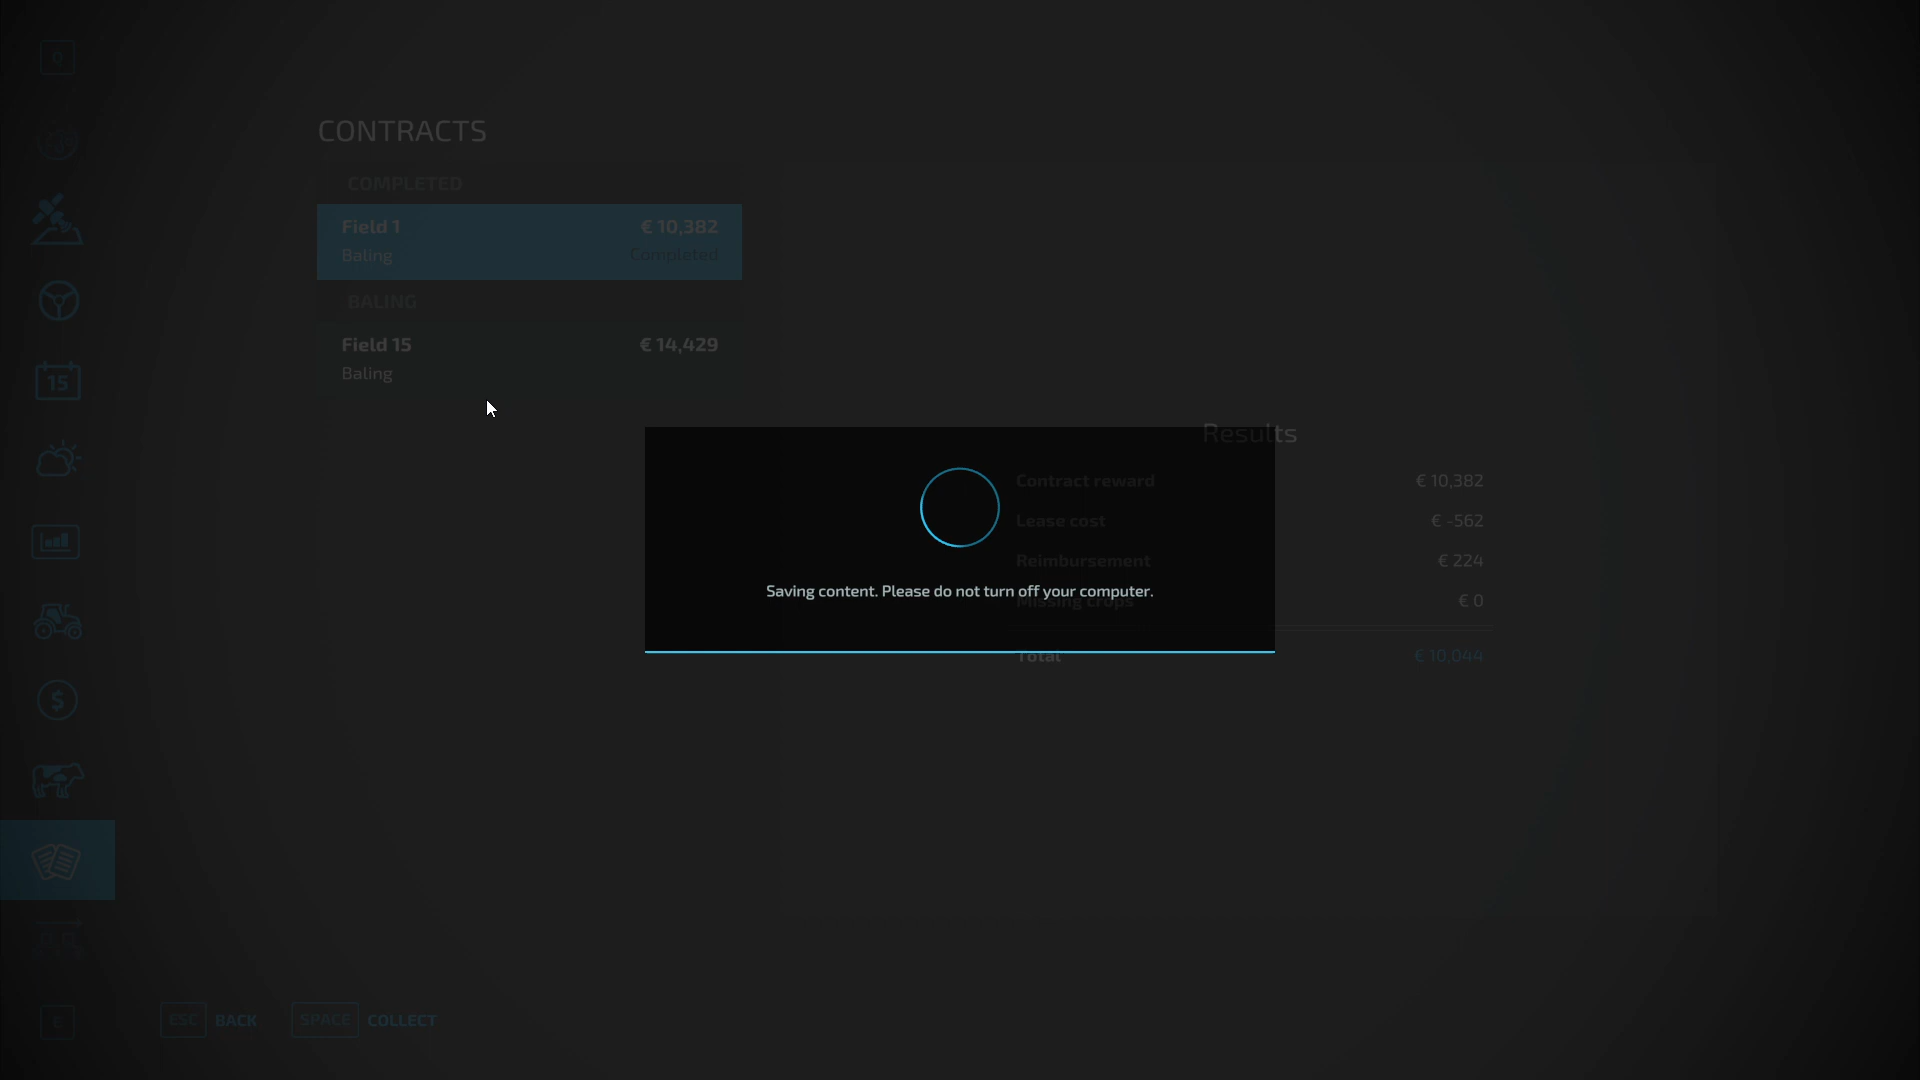 Q
CONTRACTS
COMPLETED
Field 1 € 10,382
Baling Completed
BALING
Field 15 € 14,429
Baling
15
Results
Contract reward € 10,382
Lease cost € -562
Reimbursement € 224
Missing crops € 0
Total € 10,044
Saving content. Please do not turn off your computer.
E
ESC BACK SPACE COLLECT